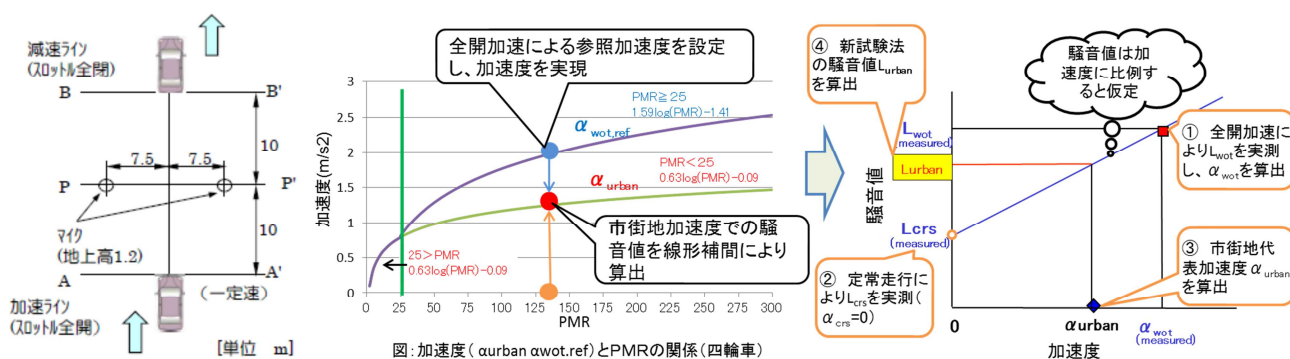 減速ライン
(スロットル全閉)
B
B'
10
7.5
7.5
P
P'
マイク
(地上高1.2)
10
A
A'
(一定速)
加速ライン
(スロットル全開)
[単位 m]
全開加速による参照加速度を設定
し、加速度を実現
加速度(m/s2)
3
2.5
2
1.5
1
0.5
0
PMR≧25
1.59log(PMR)-1.41
αwot,ref
PMR<25
0.63log(PMR)-0.09
αurban
市街地加速度での騒音
値を線形補間により
算出
25>PMR
0.63log(PMR)-0.09
0 25 50 75 100 125 150 175 200 225 250 275 300
PMR
図:加速度( αurban αwot.ref)とPMRの関係(四輪車)
④ 新試験法
の騒音値Lurban
を算出
騒音値は加
速度に比例す
ると仮定
騒音値
Lwot
(measured)
Lurban
Lcrs
(measured)
① 全開加速に
よりLwotを実測
し、αwotを算出
② 定常走行に
よりLcrsを実測(
αcrs=0)
③ 市街地代
表加速度αurban
を算出
0
αurban
αwot
(measured)
加速度